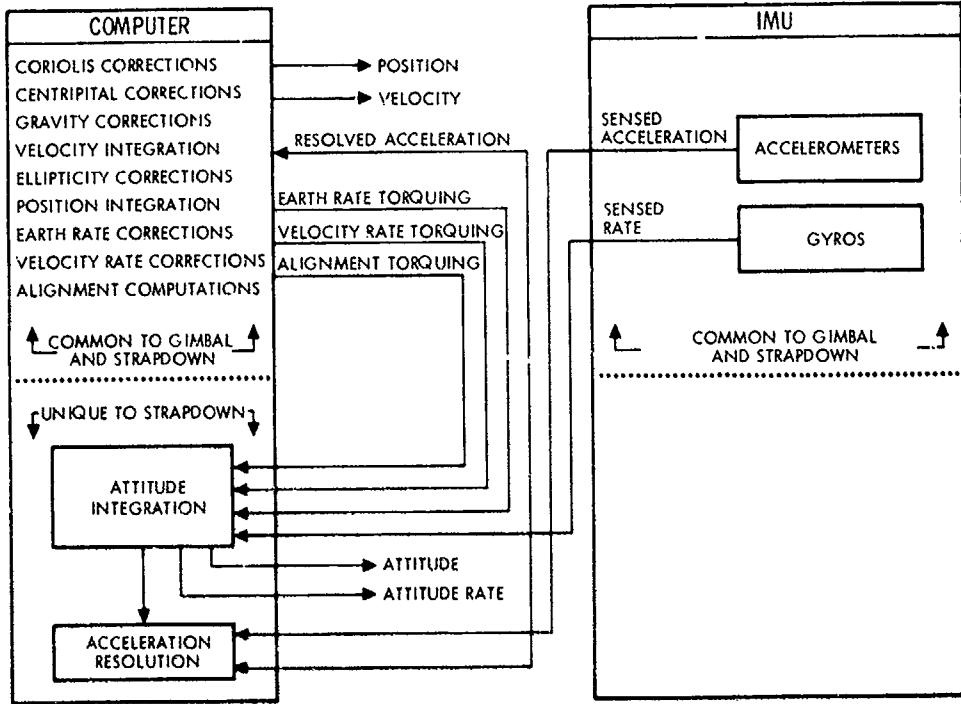 COMPUTER
CORIOLIS CORRECTIONS
CENTRIPITAL CORRECTIONS
GRAVITY CORRECTIONS
VELOCITY INTEGRATION
ELLIPTICITY CORRECTIONS
POSITION INTEGRATION
EARTH RATE CORRECTIONS
VELOCITY RATE CORRECTIONS
ALIGNMENT COMPUTATIONS
COMMON TO GIMBAL
AND STRAPDOWN
UNIQUE TO STRAPDOWN
ATTITUDE
INTEGRATION
ACCELERATION
RESOLUTION
POSITION
VELOCITY
RESOLVED ACCELERATION
EARTH RATE TORQUING
VELOCITY RATE TORQUING
ALIGNMENT TORQUING
ATTITUDE
ATTITUDE RATE
IMU
SENSED
ACCELERATION
ACCELEROMETERS
SENSED
RATE
GYROS
COMMON TO GIMBAL
AND STRAPDOWN